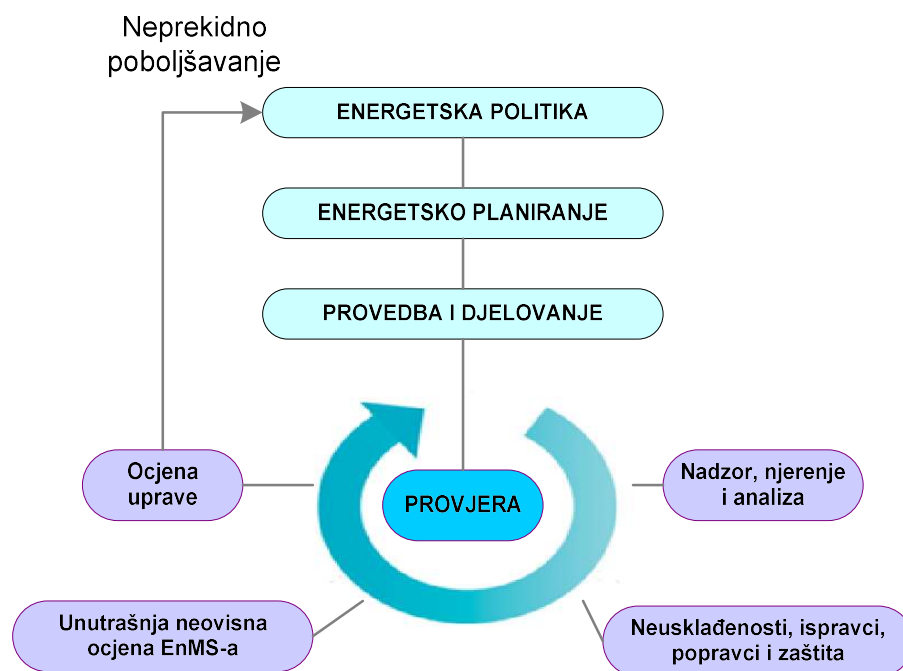 Neprekidno
poboljšavanje
ENERGETSKA POLITIKA
ENERGETSKO PLANIRANJE
PROVEDBA I DJELOVANJE
Ocjena
uprave
PROVJERA
Nadzor, njerenje
i analiza
Unutrašnja neovisna
ocjena EnMS-a
Neusklađenosti, ispravci,
popravci i zaštita